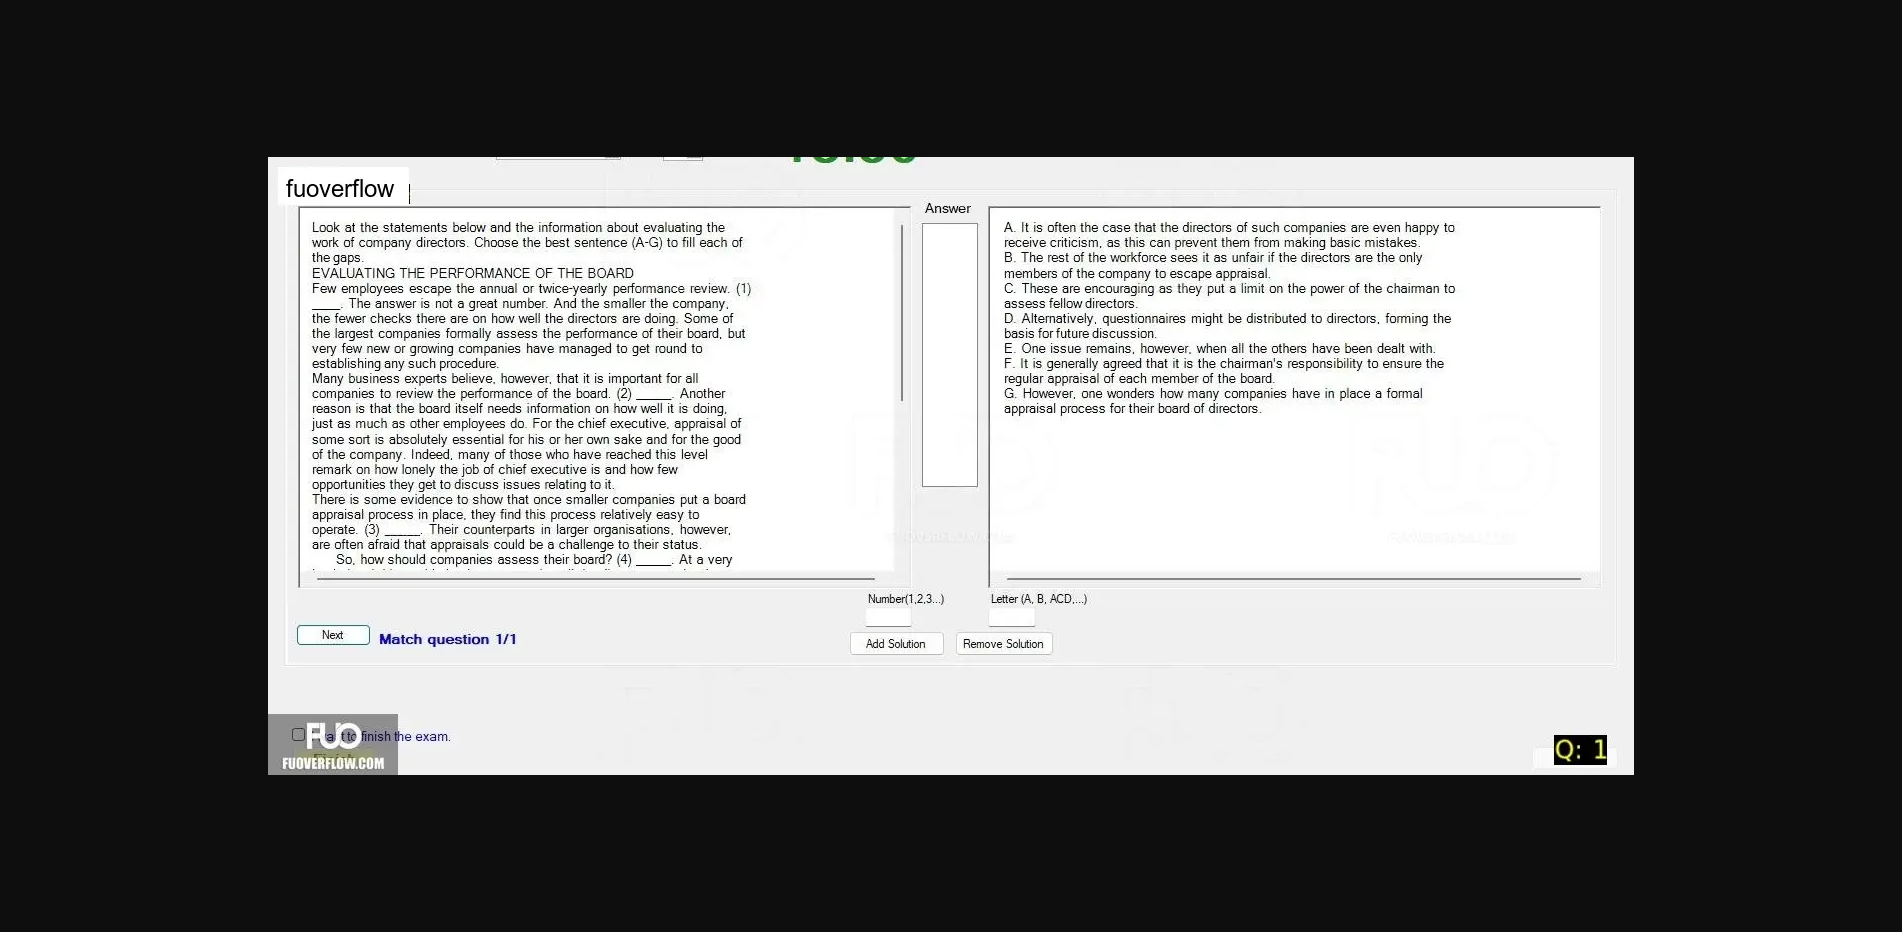 fuoverflow
Answer
Look at the statements below and the information about evaluating the
work of company directors. Choose the best sentence (A-G) to fill each of
the gaps.
EVALUATING THE PERFORMANCE OF THE BOARD
Few employees escape the annual or twice-yearly performance review. (1)
____. The answer is not a great number. And the smaller the company,
the fewer checks there are on how well the directors are doing. Some of
the largest companies formally assess the performance of their board, but
very few new or growing companies have managed to get round to
establishing any such procedure.
Many business experts believe, however, that it is important for all
companies to review the performance of the board. (2) _____. Another
reason is that the board itself needs information on how well it is doing,
just as much as other employees do. For the chief executive, appraisal of
some sort is absolutely essential for his or her own sake and for the good
of the company. Indeed, many of those who have reached this level
remark on how lonely the job of chief executive is and how few
opportunities they get to discuss issues relating to it.
There is some evidence to show that once smaller companies put a board
appraisal process in place, they find this process relatively easy to
operate. (3) _____. Their counterparts in larger organisations, however,
are often afraid that appraisals could be a challenge to their status.
So, how should companies assess their board? (4) _____. At a very
A. It is often the case that the directors of such companies are even happy to
receive criticism, as this can prevent them from making basic mistakes.
B. The rest of the workforce sees it as unfair if the directors are the only
members of the company to escape appraisal.
C. These are encouraging as they put a limit on the power of the chairman to
assess fellow directors.
D. Alternatively, questionnaires might be distributed to directors, forming the
basis for future discussion.
E. One issue remains, however, when all the others have been dealt with.
F. It is generally agreed that it is the chairman's responsibility to ensure the
regular appraisal of each member of the board.
G. However, one wonders how many companies have in place a formal
appraisal process for their board of directors.
Number(1,2,3...)
Letter (A, B, ACD,...)
Next
Match question 1/1
Add Solution
Remove Solution
finish the exam.
FUO
FUOVERFLOW.COM
Q: 1